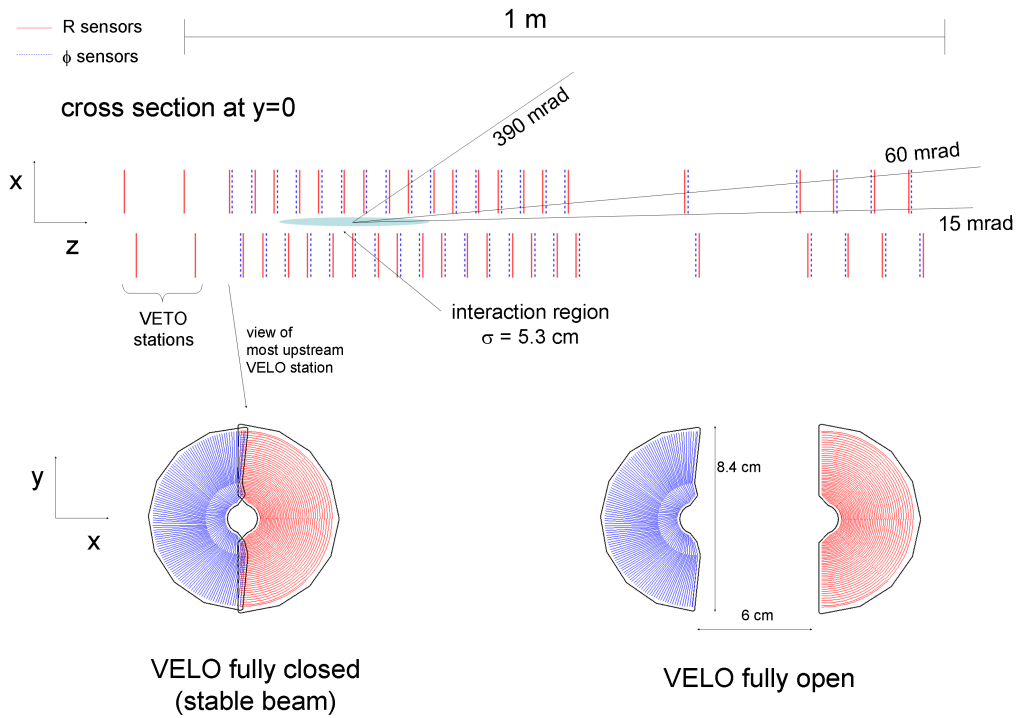 R sensors
ϕ sensors
1 m
cross section at y=0
390 mrad
60 mrad
15 mrad
x
z
VETO
stations
view of
most upstream
VELO station
interaction region
σ = 5.3 cm
y
x
8.4 cm
6 cm
VELO fully closed
(stable beam)
VELO fully open